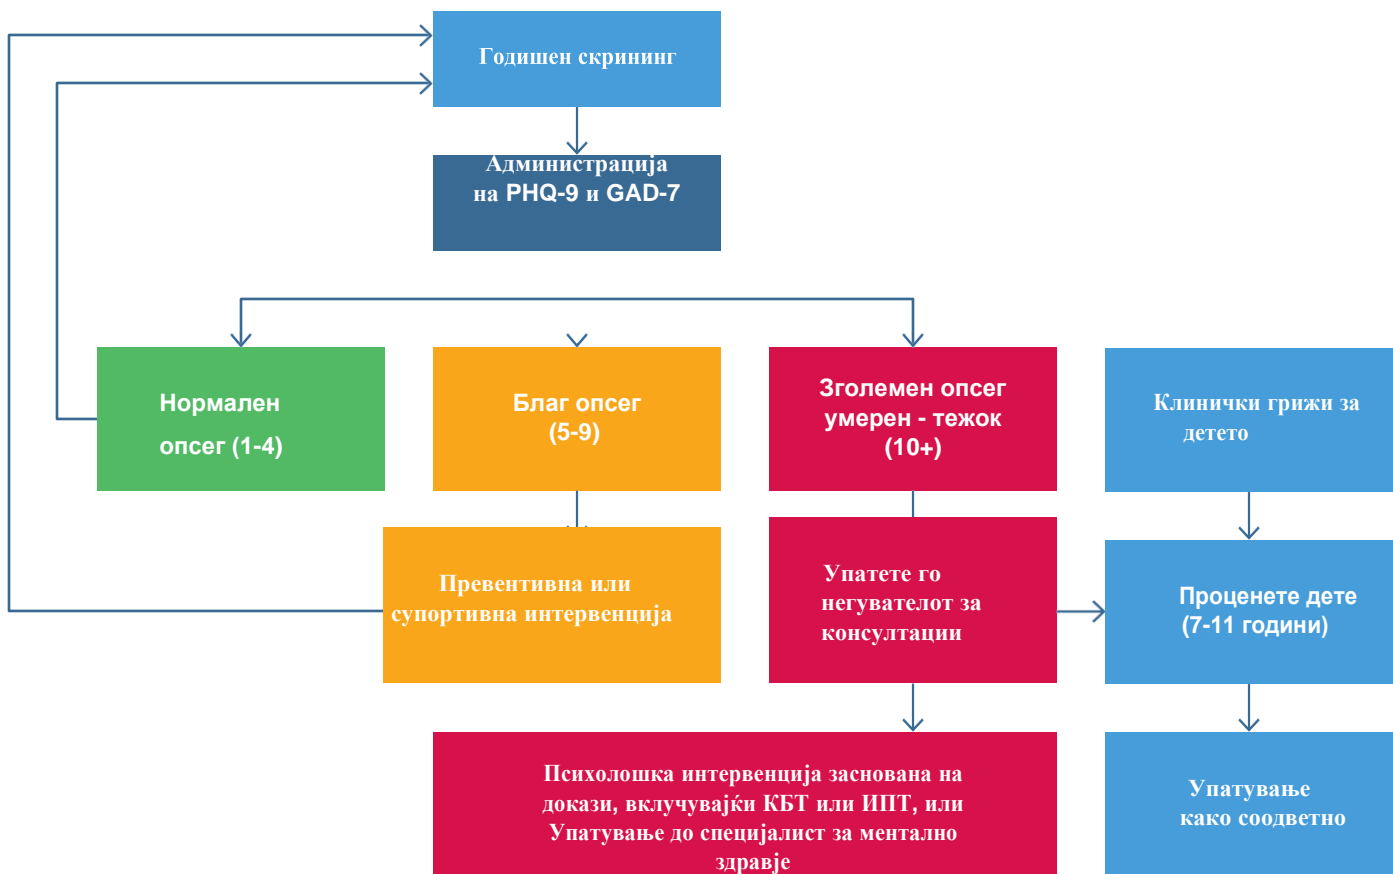 Годишен скрининг
Администрација
на PHQ-9 и GAD-7
Нормален
опсег (1-4)
Благ опсег
(5-9)
Зголемен опсег
умерен - тежок
(10+)
Клинички грижи за
детето
Превентивна или
супортивна интервенција
Упатете го
негувателот за
консултации
Проценете дете
(7-11 години)
Психолошка интервенција заснована на
докази, вклучувајќи КБТ или ИПТ, или
Упатување до специјалист за ментално
здравје
Упатување
како соодветно